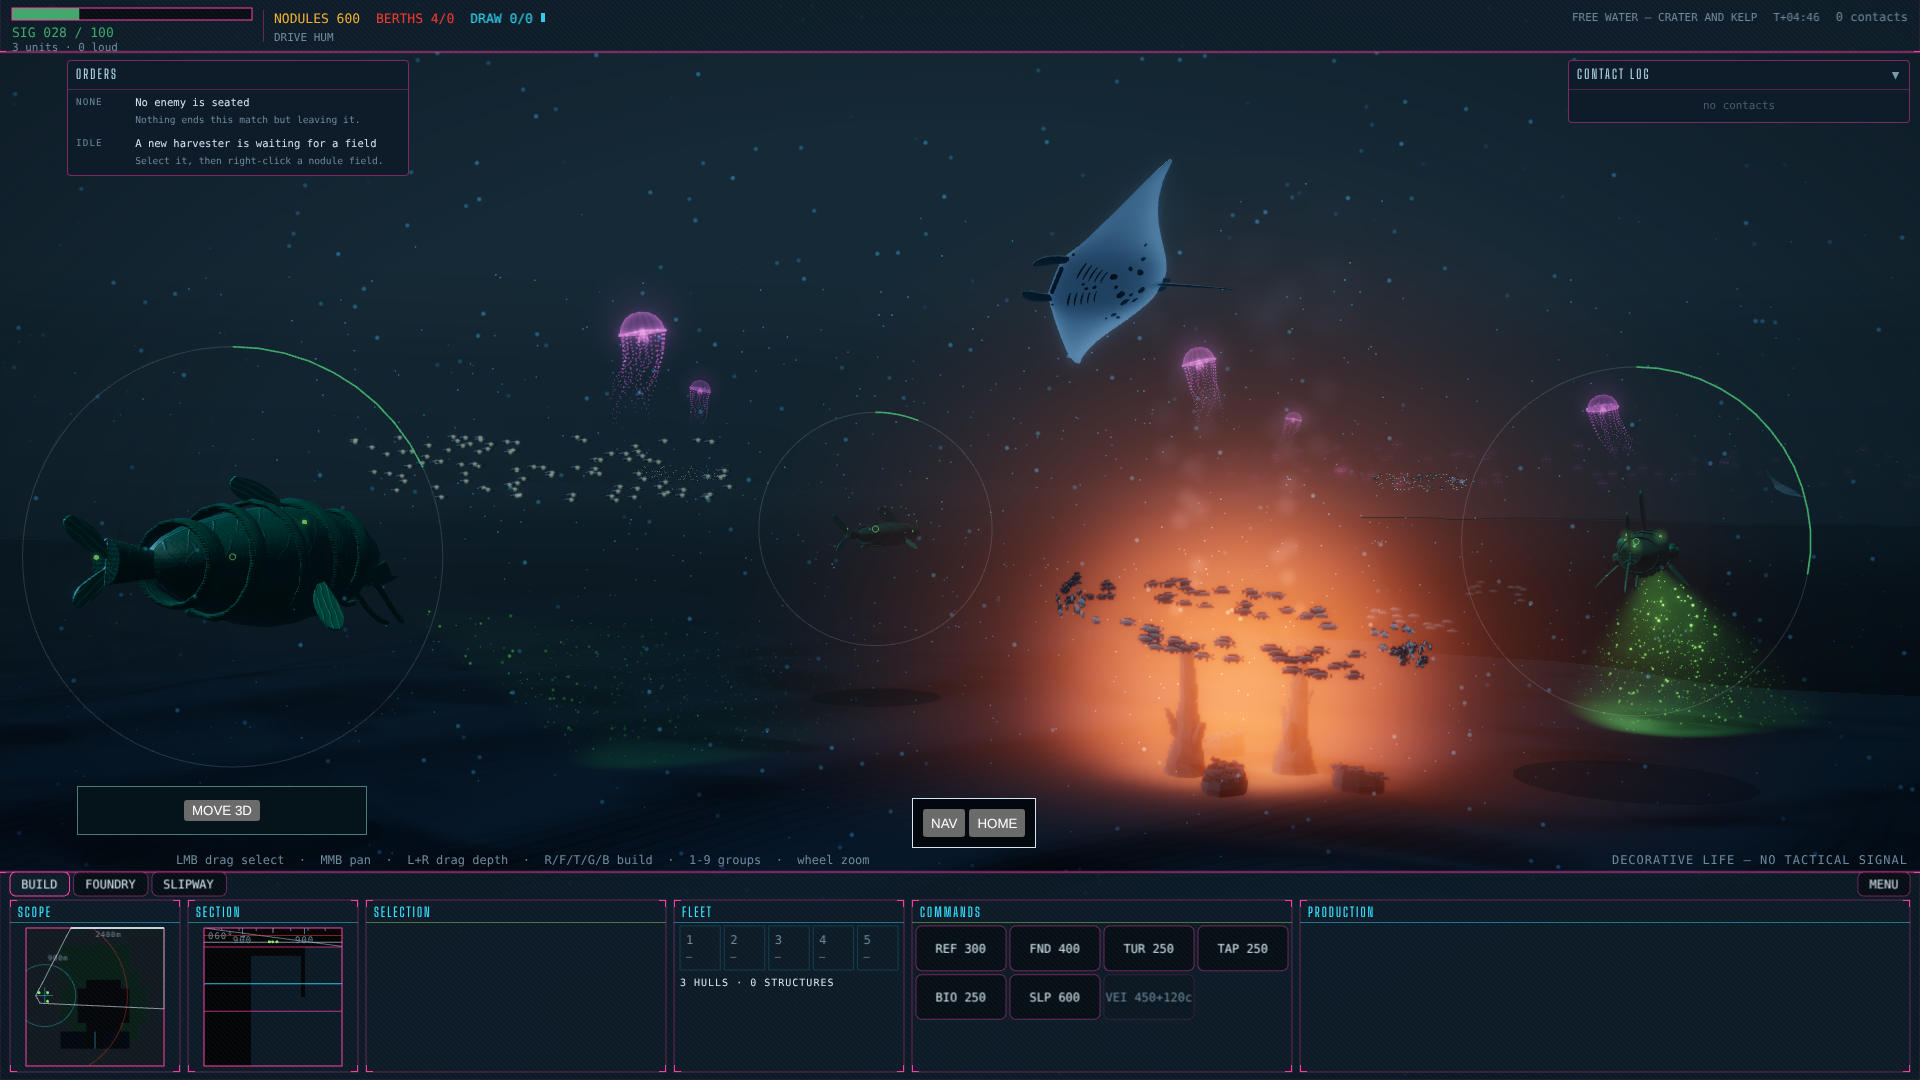 SIG 028 / 100
3 units · 0 loud
NODULES 600 BERTHS 4/0 DRAW 0/0
DRIVE HUM
FREE WATER — CRATER AND KELP T+04:46 0 contacts
ORDERS
NONE No enemy is seated
Nothing ends this match but leaving it.
IDLE A new harvester is waiting for a field
Select it, then right-click a nodule field.
CONTACT LOG ▼
no contacts
MOVE 3D
NAV HOME
LMB drag select · MMB pan · L+R drag depth · R/F/T/G/B build · 1-9 groups · wheel zoom
DECORATIVE LIFE — NO TACTICAL SIGNAL
BUILD FOUNDRY SLIPWAY
MENU
SCOPE
2400m
900m
SECTION
060°
900 900
SELECTION
FLEET
1 2 3 4 5
– – – – –
3 HULLS · 0 STRUCTURES
COMMANDS
REF 300 FND 400 TUR 250 TAP 250
BIO 250 SLP 600 VEI 450+120c
PRODUCTION